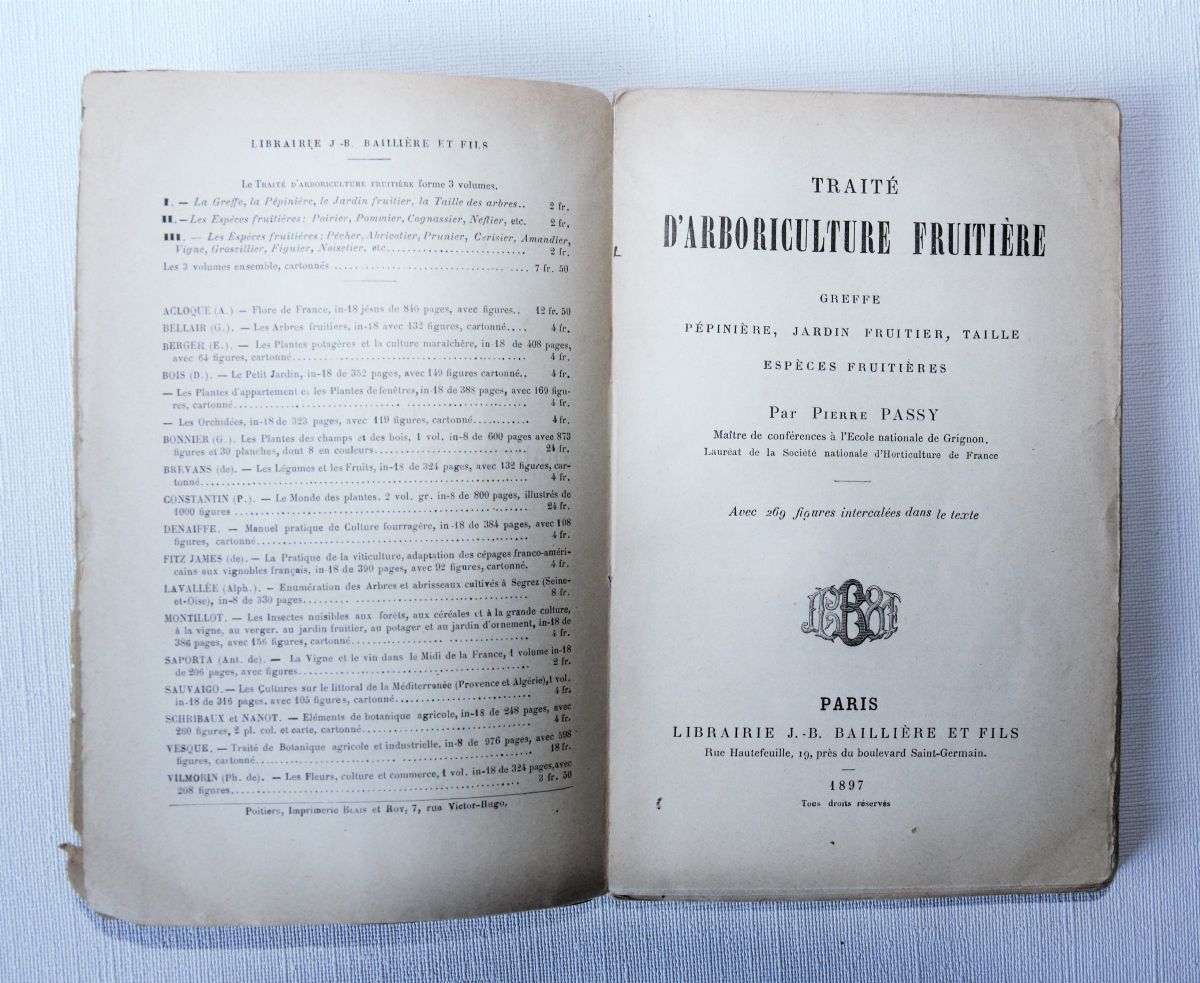 LIBRAIRIE J.-B. BAILLIÈRE ET FILS
Le TRAITÉ D'ARBORICULTURE FRUITIÈRE forme 3 volumes.
I. — La Greffe, la Pépinière, le Jardin fruitier, la Taille des arbres.. 2 fr.
II. — Les Espèces fruitières : Poirier, Pommier, Cognassier, Néflier, etc. 2 fr.
III. — Les Espèces fruitières : Pêcher, Abricotier, Prunier, Cerisier, Amandier,
Vigne, Groseillier, Figuier, Noisetier, etc. 2 fr.
Les 3 volumes ensemble, cartonnés 7 fr. 50
ACLOQUE (A.) — Flore de France, in-18 jésus de 840 pages, avec figures.. 12 fr. 50
BELLAIR (G.). — Les Arbres fruitiers, in-18 avec 132 figures, cartonné.... 4 fr.
BERGER (E.). — Les Plantes potagères et la culture maraîchère, in-18 de 408 pages,
avec 64 figures, cartonné 4 fr.
BOIS (D.). — Le Petit Jardin, in-18 de 352 pages, avec 149 figures cartonné.. 4 fr.
— Les Plantes d'appartement et les Plantes de fenêtres, in-18 de 388 pages, avec 169 figu-
res, cartonné 4 fr.
— Les Orchidées, in-18 de 323 pages, avec 119 figures, cartonné 4 fr.
BONNIER (G.). Les Plantes des champs et des bois, 1 vol. in-8 de 600 pages avec 873
figures et 30 planches, dont 8 en couleurs 24 fr.
BREVANS (de). — Les Légumes et les Fruits, in-18 de 324 pages, avec 132 figures, car-
tonné 4 fr.
CONSTANTIN (P.). — Le Monde des plantes. 2 vol. gr. in-8 de 800 pages, illustrés de
1000 figures 24 fr.
DENAIFFE. — Manuel pratique de Culture fourragère, in-18 de 384 pages, avec 108
figures, cartonné 4 fr.
FITZ JAMES (de). — La Pratique de la viticulture, adaptation des cépages franco-améri-
cains aux vignobles français, in-18 de 390 pages, avec 92 figures, cartonné. 4 fr.
LAVALLÉE (Alph.). — Enumération des Arbres et abrisseaux cultivés à Segrez (Seine-
et-Oise), in-8 de 330 pages 8 fr.
MONTILLOT. — Les Insectes nuisibles aux forêts, aux céréales et à la grande culture,
à la vigne, au verger. au jardin fruitier, au potager et au jardin d'ornement, in-18 de
386 pages, avec 156 figures, cartonné 4 fr.
SAPORTA (Ant. de). — La Vigne et le vin dans le Midi de la France, 1 volume in-18
de 206 pages, avec figures 2 fr.
SAUVAIGO. — Les Cultures sur le littoral de la Méditerranée (Provence et Algérie), 1 vol.
in-18 de 316 pages. avec 105 figures, cartonné 4 fr.
SCHRIBAUX et NANOT. — Eléments de botanique agricole, in-18 de 248 pages, avec
260 figures, 2 pl. col. et carte, cartonné 4 fr.
VESQUE. — Traité de Botanique agricole et industrielle, in-8 de 976 pages, avec 598
figures, cartonné 18 fr.
VILMORIN (Ph. de). — Les Fleurs, culture et commerce, 1 vol. in-18 de 324 pages, avec
208 figures 3 fr. 50
Poitiers, Imprimerie BLAIS et ROY, 7, rue Victor-Hugo,
TRAITÉ
D'ARBORICULTURE FRUITIÈRE
GREFFE
PÉPINIÈRE, JARDIN FRUITIER, TAILLE
ESPÈCES FRUITIÈRES
Par PIERRE PASSY
Maître de conférences à l'Ecole nationale de Grignon.
Lauréat de la Société nationale d'Horticulture de France
Avec 269 figures intercalées dans le texte
PARIS
LIBRAIRIE J.-B. BAILLIÈRE ET FILS
Rue Hautefeuille, 19, près du boulevard Saint-Germain.
1897
Tous droits réservés